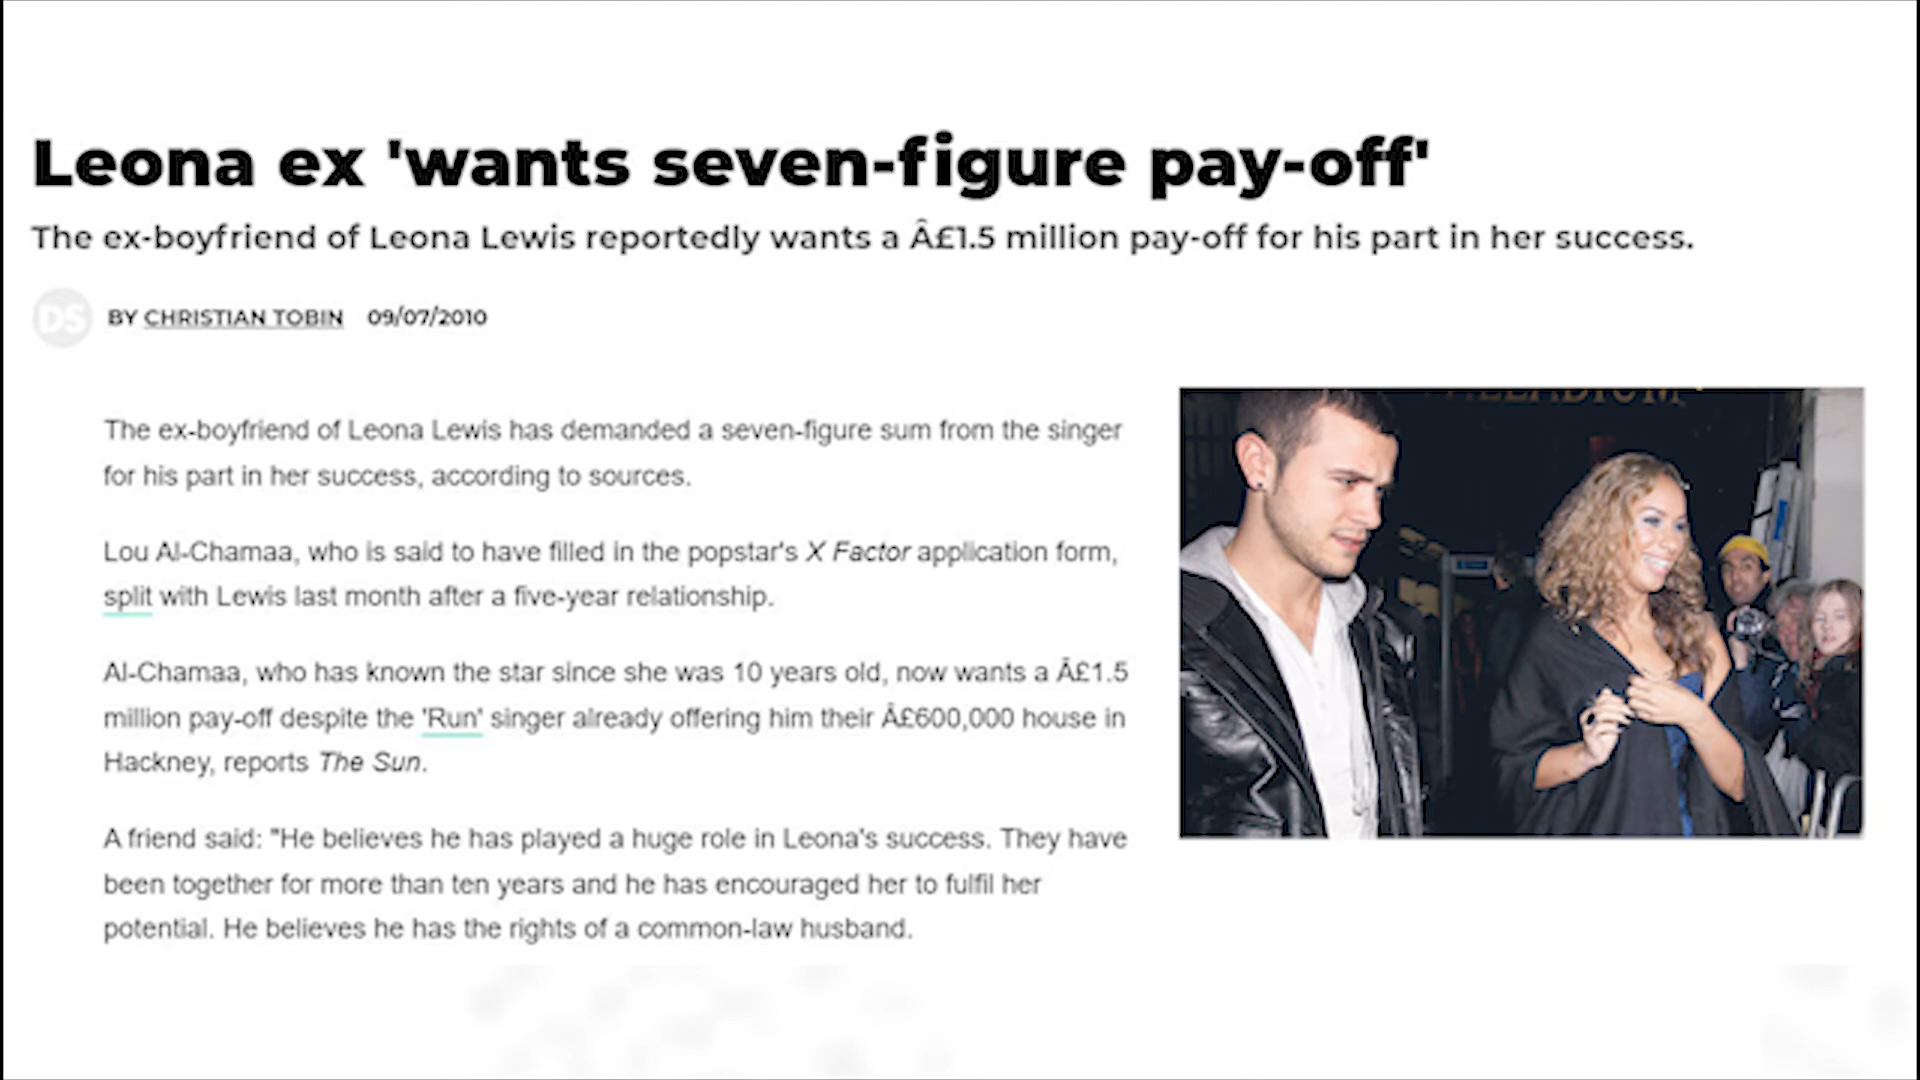 Leona ex 'wants seven-figure pay-off'
The ex-boyfriend of Leona Lewis reportedly wants a Â£1.5 million pay-off for his part in her success.
DS BY CHRISTIAN TOBIN 09/07/2010
The ex-boyfriend of Leona Lewis has demanded a seven-figure sum from the singer
for his part in her success, according to sources.
Lou Al-Chamaa, who is said to have filled in the popstar's X Factor application form,
split with Lewis last month after a five-year relationship.
Al-Chamaa, who has known the star since she was 10 years old, now wants a Â£1.5
million pay-off despite the 'Run' singer already offering him their Â£600,000 house in
Hackney, reports The Sun.
A friend said: "He believes he has played a huge role in Leona's success. They have
been together for more than ten years and he has encouraged her to fulfil her
potential. He believes he has the rights of a common-law husband.